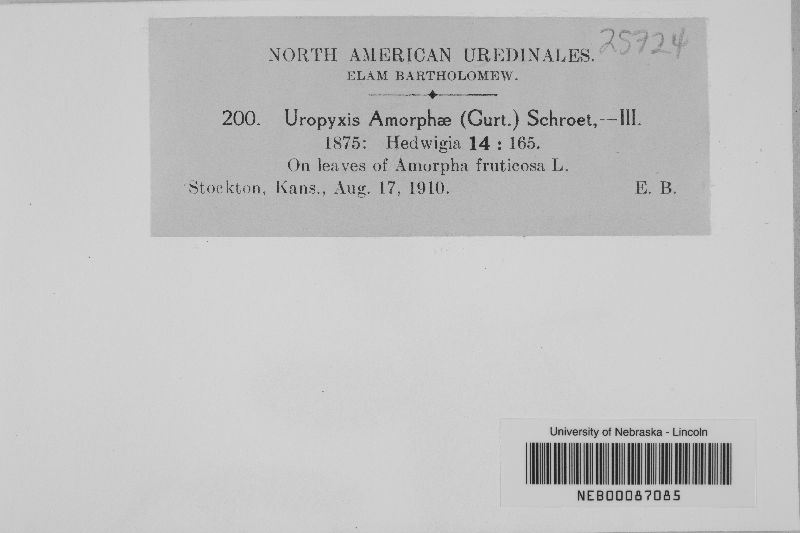 25724
NORTH AMERICAN UREDINALES.
ELAM BARTHOLOMEW.
200. Uropyxis Amorphæ (Curt.) Schroet,—III.
1875: Hedwigia 14 : 165.
On leaves of Amorpha fruticosa L.
Stockton, Kans., Aug. 17, 1910. E. B.
University of Nebraska - Lincoln
NEB00087085